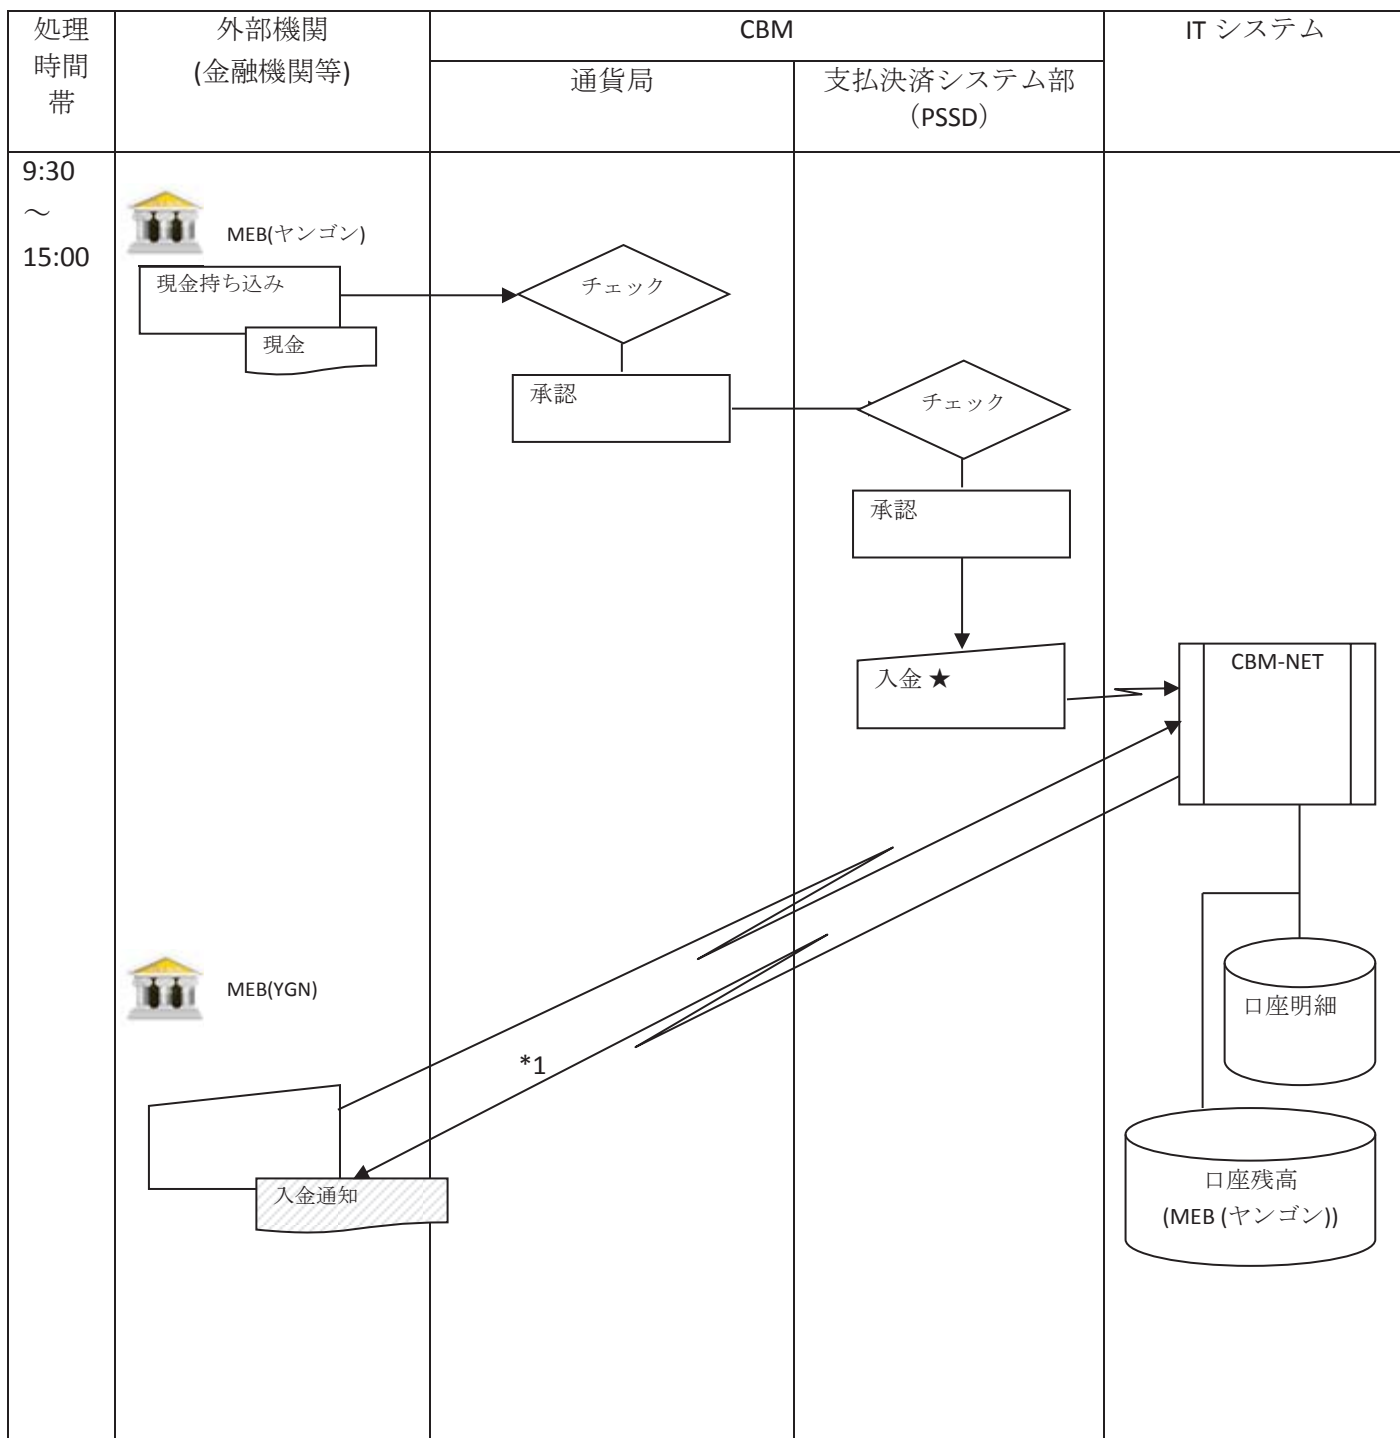 処理
時間
帯
外部機関
(金融機関等)
CBM
IT システム
通貨局
支払決済システム部
（PSSD）
9:30
～
15:00
MEB(ヤンゴン)
現金持ち込み
現金
チェック
承認
チェック
承認
入金 ★
CBM-NET
MEB(YGN)
口座明細
*1
入金通知
口座残高
(MEB (ヤンゴン))